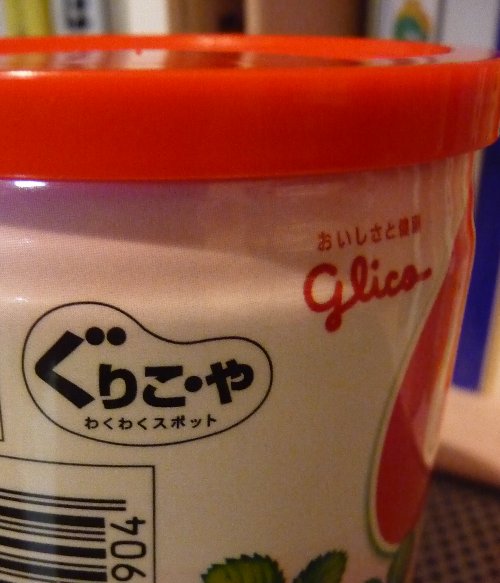 おいしさと健康
glico
ぐりこ・や
わくわくスポット
904